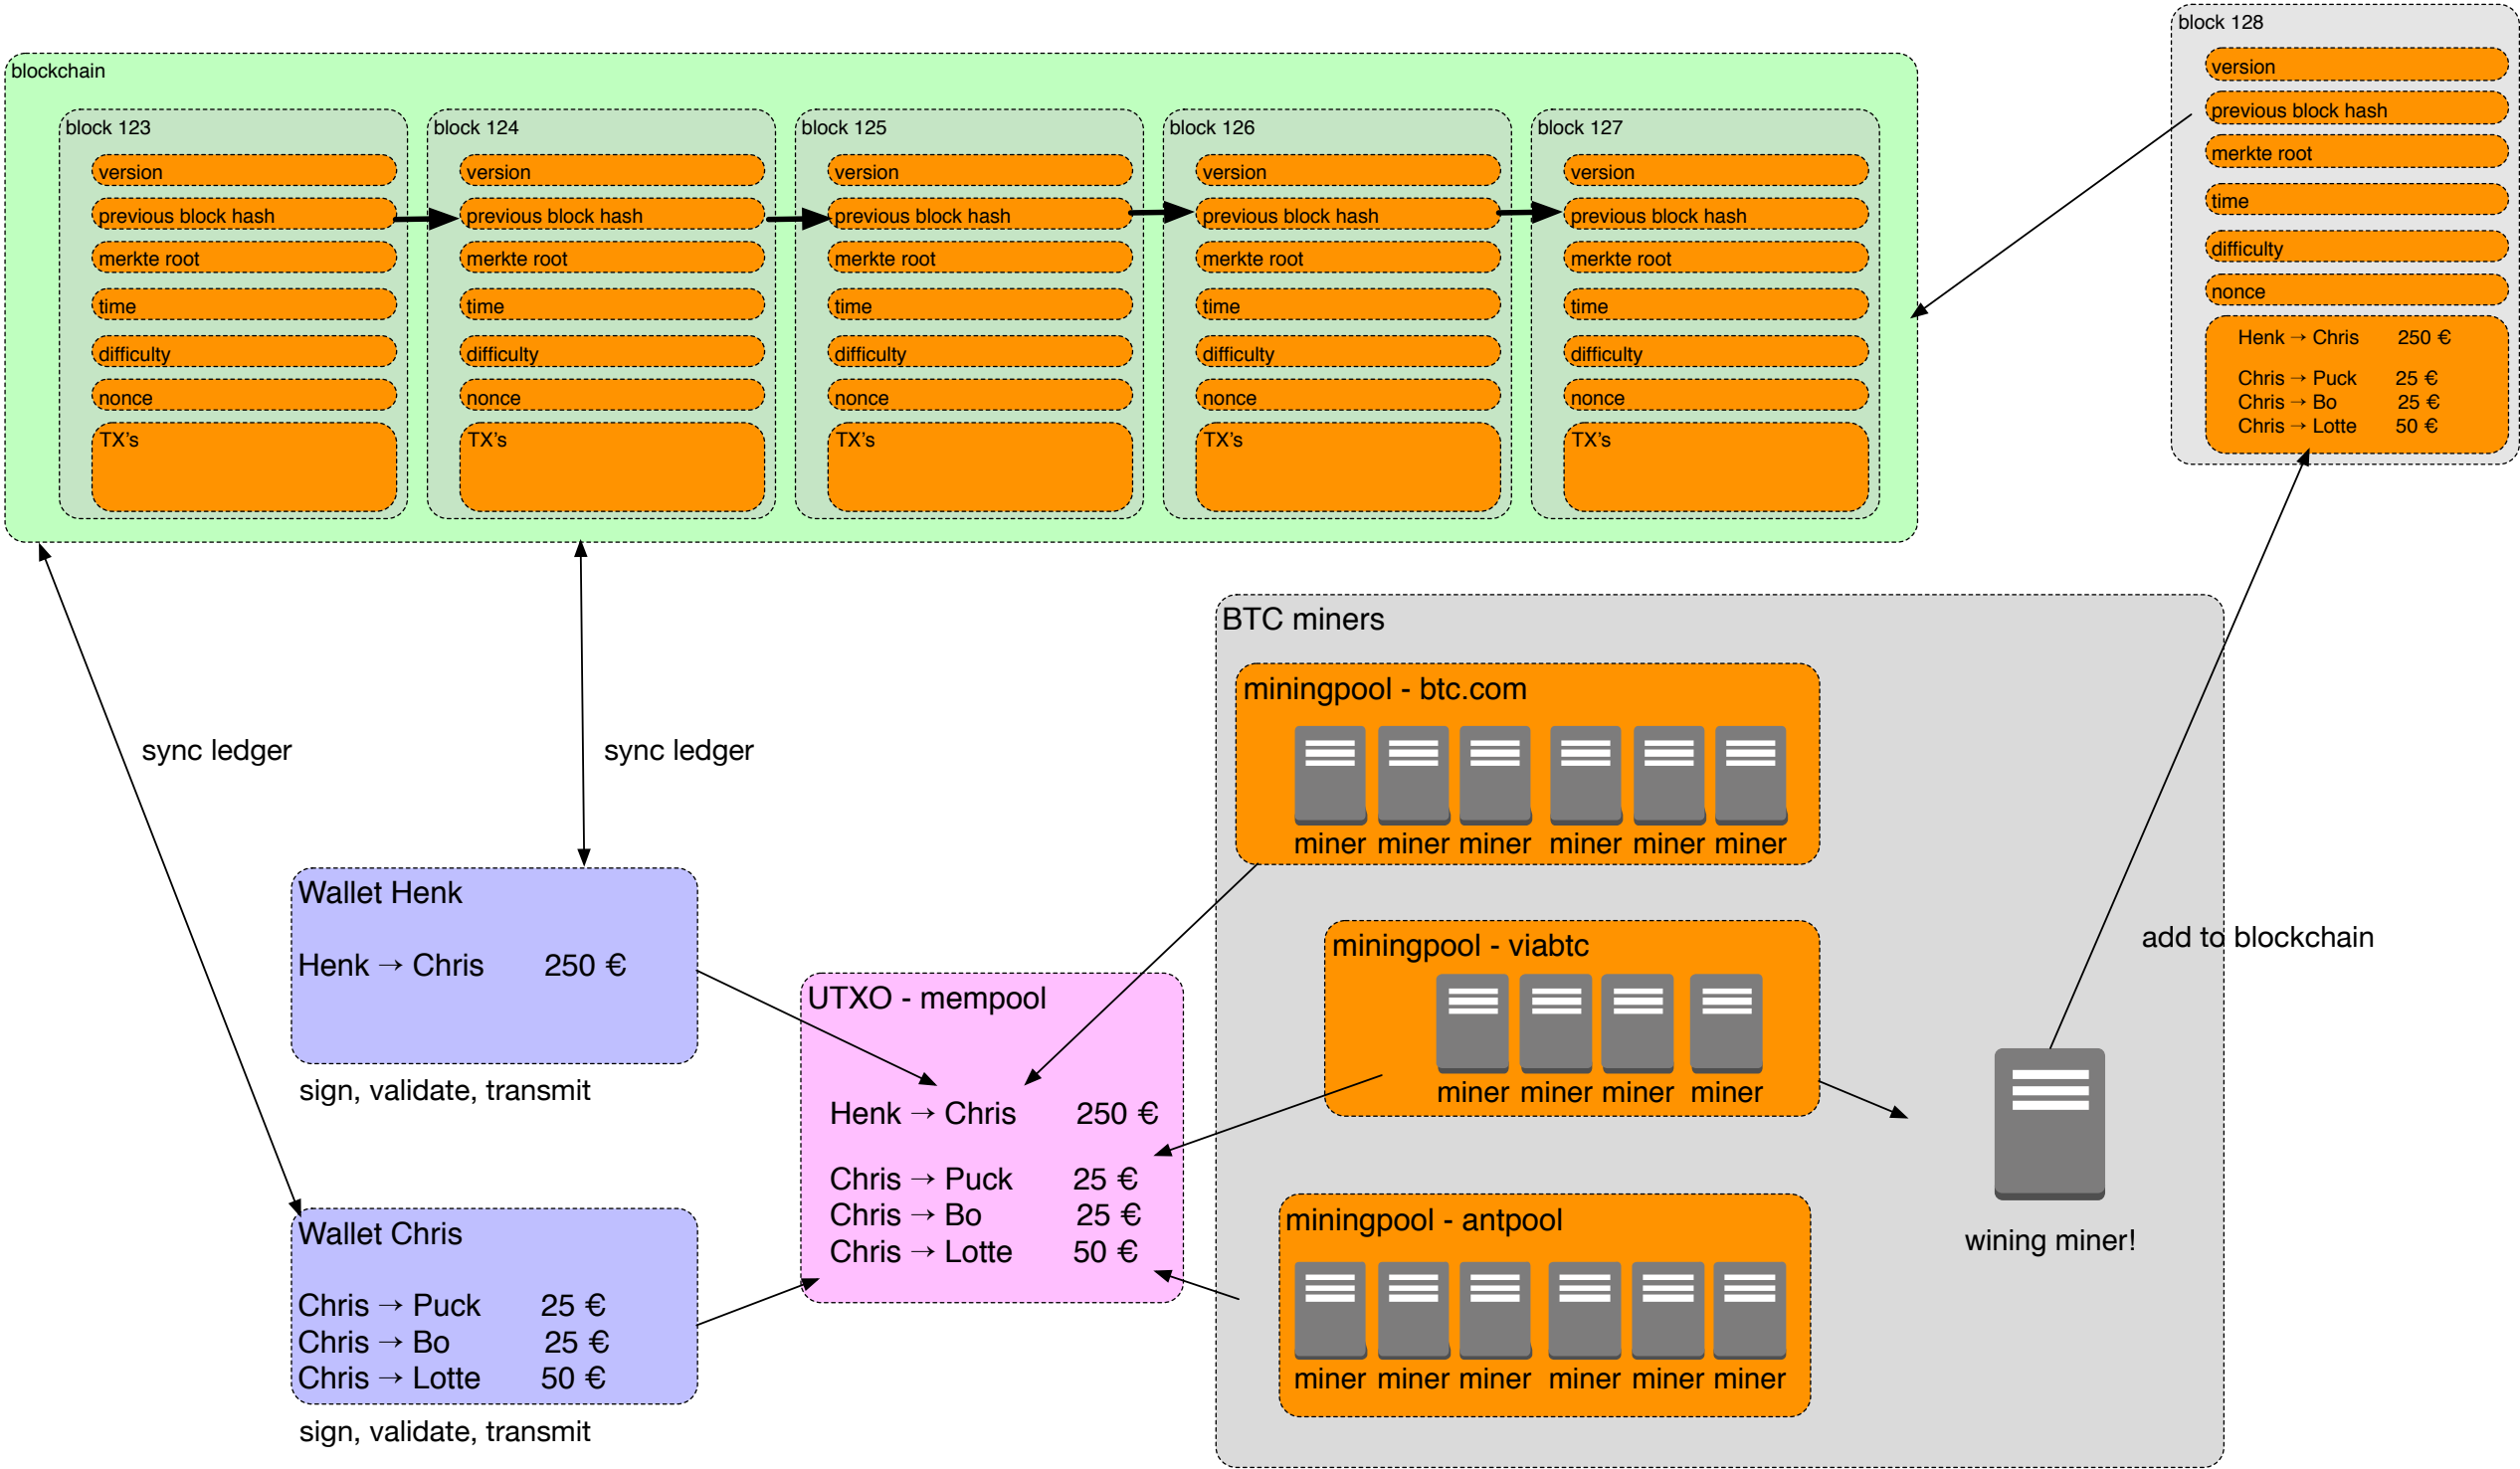 blockchain
block 123
version
previous block hash
merkte root
time
difficulty
nonce
TX's
block 124
version
previous block hash
merkte root
time
difficulty
nonce
TX's
block 125
version
previous block hash
merkte root
time
difficulty
nonce
TX's
block 126
version
previous block hash
merkte root
time
difficulty
nonce
TX's
block 127
version
previous block hash
merkte root
time
difficulty
nonce
TX's
block 128
version
previous block hash
merkte root
time
difficulty
nonce
Henk → Chris 250 €
Chris → Puck 25 €
Chris → Bo 25 €
Chris → Lotte 50 €
sync ledger
sync ledger
Wallet Henk
Henk → Chris 250 €
sign, validate, transmit
Wallet Chris
Chris → Puck 25 €
Chris → Bo 25 €
Chris → Lotte 50 €
sign, validate, transmit
UTXO - mempool
Henk → Chris 250 €
Chris → Puck 25 €
Chris → Bo 25 €
Chris → Lotte 50 €
BTC miners
miningpool - btc.com
miner miner miner miner miner miner
miningpool - viabtc
miner miner miner miner
miningpool - antpool
miner miner miner miner miner miner
wining miner!
add to blockchain